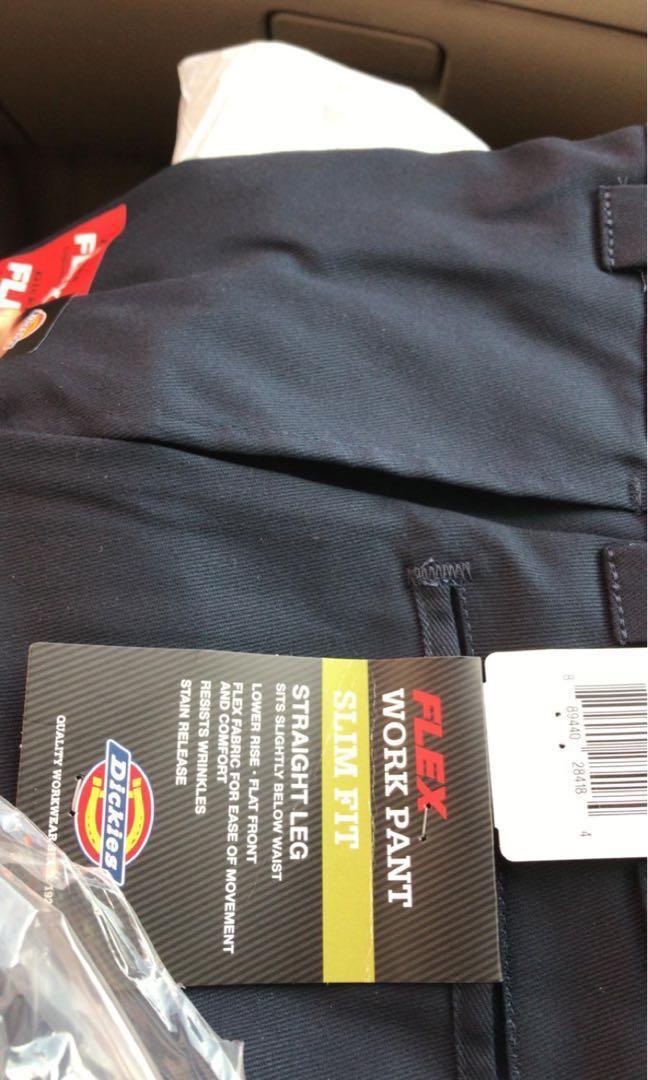 FLEX
WORK PANT
SLIM FIT
STRAIGHT LEG
SITS SLIGHTLY BELOW WAIST
LOWER RISE • FLAT FRONT
FLEX FABRIC FOR EASE OF MOVEMENT
AND COMFORT
RESISTS WRINKLES
STAIN RELEASE
Dickies
QUALITY WORKWEAR
8 89440 28418 4